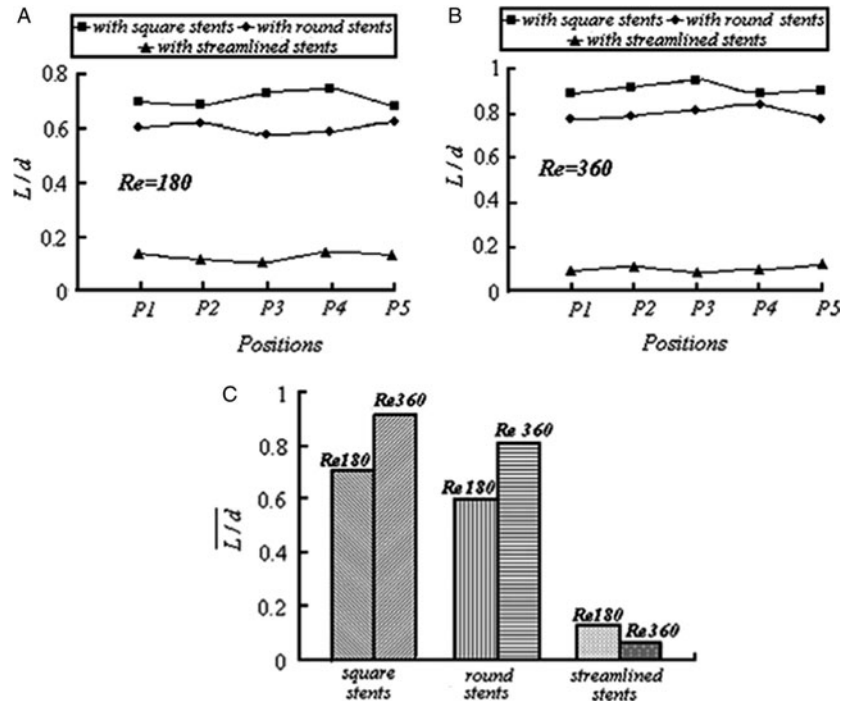 A
with square stents with round stents
with streamlined stents
0.8
0.6
0.4
0.2
0
L/d
Re=180
P1 P2 P3 P4 P5
Positions
B
with square stents with round stents
with streamlined stents
1
0.8
0.6
0.4
0.2
0
L/d
Re=360
P1 P2 P3 P4 P5
Positions
C
1
0.8
0.6
0.4
0.2
0
L/d
Re180 Re360
Re180 Re 360
Re180 Re360
square stents
round stents
streamlined stents